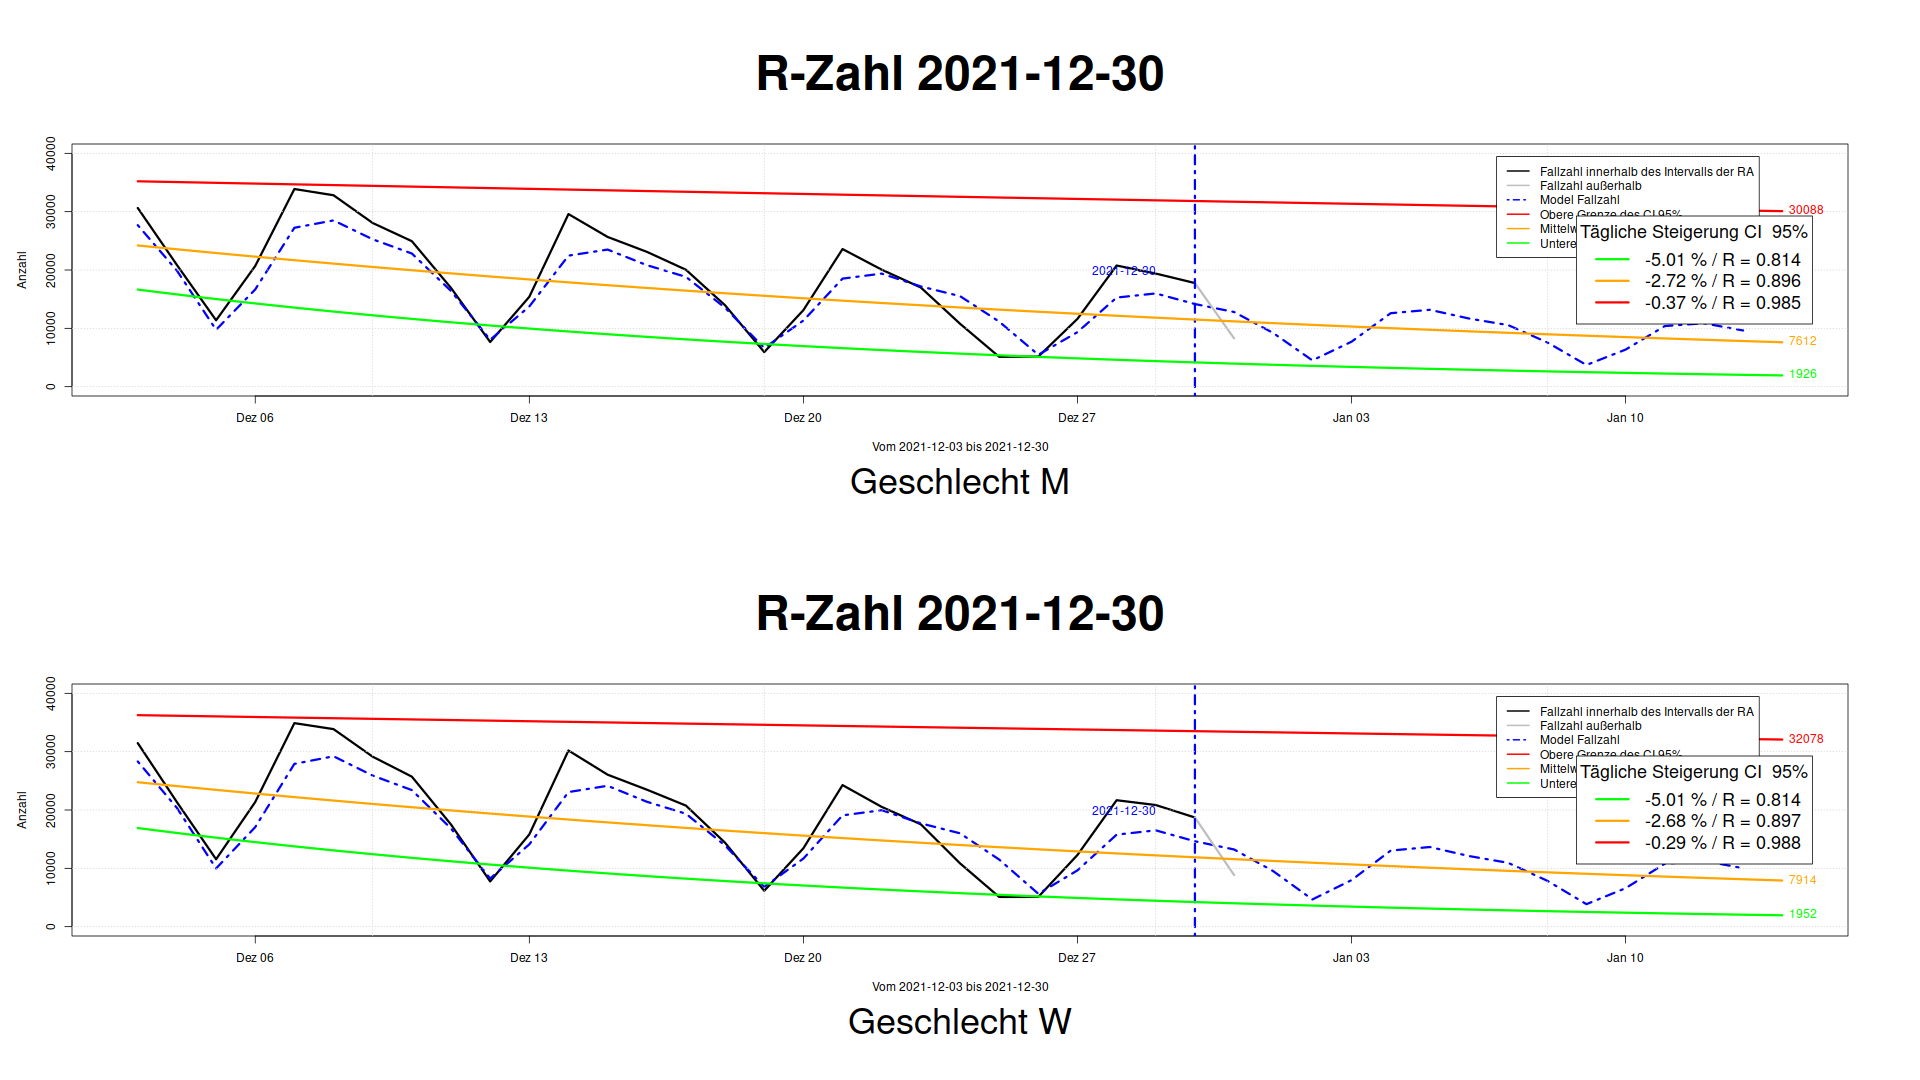 R-Zahl 2021-12-30
Anzahl
40000
30000
20000
10000
0
Fallzahl innerhalb des Intervalls der RA
Fallzahl außerhalb
Model Fallzahl
Obere Grenze des CI 95%
Untere
Tägliche Steigerung CI 95%
-5.01 % / R = 0.814
-2.72 % / R = 0.896
-0.37 % / R = 0.985
2021-12-30
30088
7612
1926
Dez 06 Dez 13 Dez 20 Dez 27 Jan 03 Jan 10
Vom 2021-12-03 bis 2021-12-30
Geschlecht M
R-Zahl 2021-12-30
Anzahl
40000
30000
20000
10000
0
Fallzahl innerhalb des Intervalls der RA
Fallzahl außerhalb
Model Fallzahl
Obere Grenze des CI 95%
Untere
Tägliche Steigerung CI 95%
-5.01 % / R = 0.814
-2.68 % / R = 0.897
-0.29 % / R = 0.988
2021-12-30
32078
7914
1952
Dez 06 Dez 13 Dez 20 Dez 27 Jan 03 Jan 10
Vom 2021-12-03 bis 2021-12-30
Geschlecht W